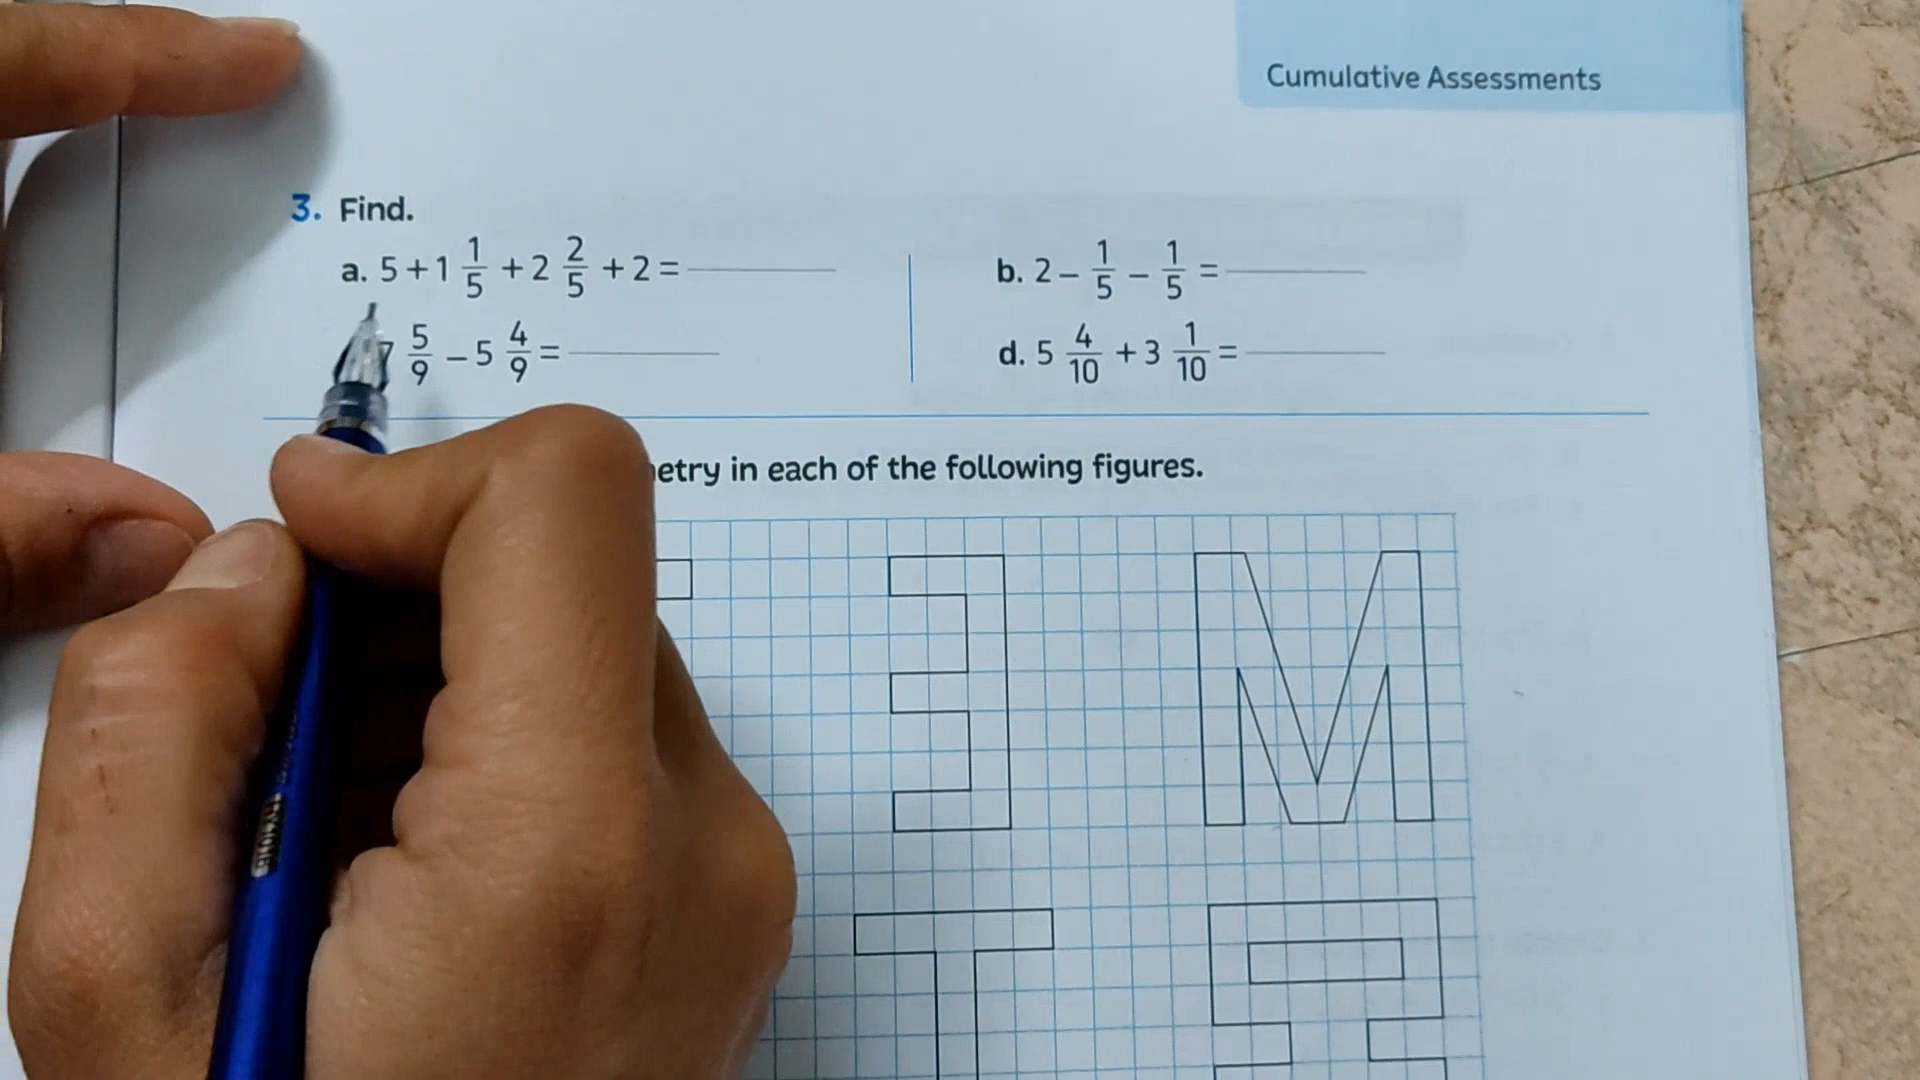 Cumulative Assessments
3. Find.
a. 5 + 1 1/5 + 2 2/5 + 2 =
b. 2 – 1/5 – 1/5 =
7 5/9 – 5 4/9 =
d. 5 4/10 + 3 1/10 =
etry in each of the following figures.